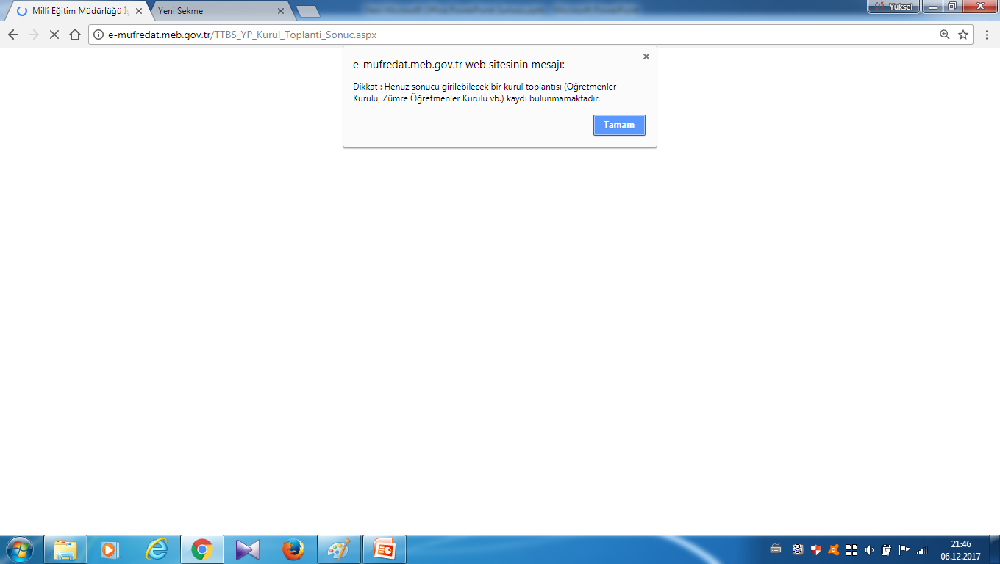 Millî Eğitim Müdürlüğü İş
Yeni Sekme
Yüksel
e-mufredat.meb.gov.tr/TTBS_YP_Kurul_Toplanti_Sonuc.aspx
e-mufredat.meb.gov.tr web sitesinin mesajı:
Dikkat : Henüz sonucu girilebilecek bir kurul toplantısı (Öğretmenler
Kurulu, Zümre Öğretmenler Kurulu vb.) kaydı bulunmamaktadır.
Tamam
21:46
06.12.2017